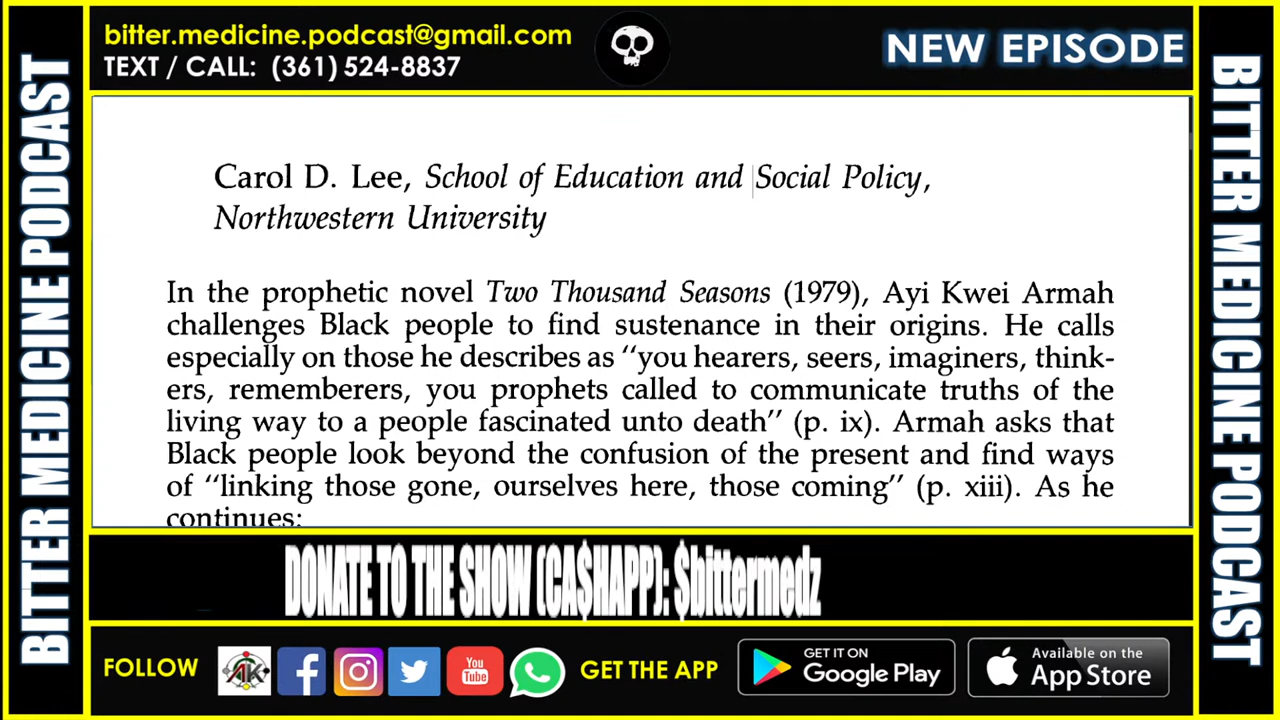 bitter.medicine.podcast@gmail.com
TEXT / CALL: (361) 524-8837
NEW EPISODE
BITTER MEDICINE PODCAST
Carol D. Lee, School of Education and Social Policy,
Northwestern University
In the prophetic novel Two Thousand Seasons (1979), Ayi Kwei Armah
challenges Black people to find sustenance in their origins. He calls
especially on those he describes as ‘‘you hearers, seers, imaginers, think-
ers, rememberers, you prophets called to communicate truths of the
living way to a people fascinated unto death’’ (p. ix). Armah asks that
Black people look beyond the confusion of the present and find ways
of ‘‘linking those gone, ourselves here, those coming’’ (p. xiii). As he
continues:
BITTER MEDICINE PODCAST
DONATE TO THE SHOW (CA$HAPP): $bittermedz
FOLLOW
ATK
You
Tube
GET THE APP
GET IT ON
Google Play
Available on the
App Store